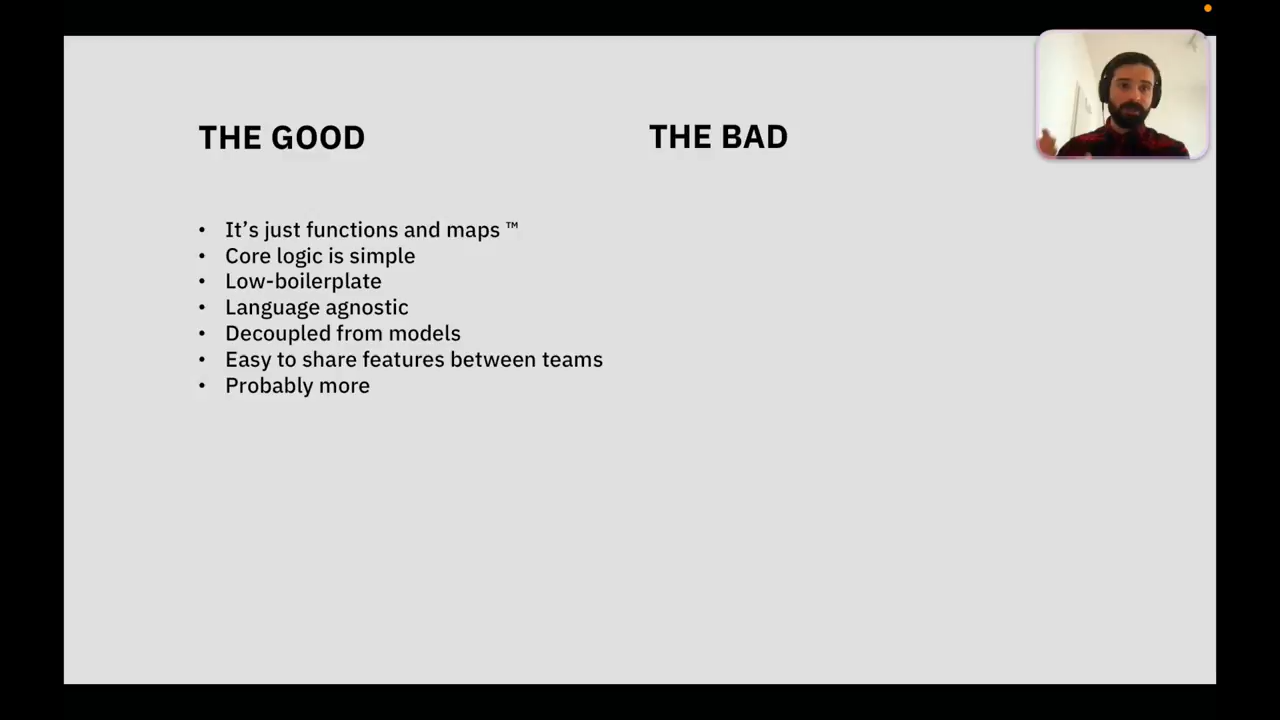 THE GOOD
THE BAD
• It’s just functions and maps ™
• Core logic is simple
• Low-boilerplate
• Language agnostic
• Decoupled from models
• Easy to share features between teams
• Probably more